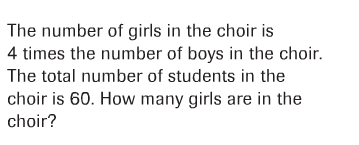 The number of girls in the choir is
4 times the number of boys in the choir.
The total number of students in the
choir is 60. How many girls are in the
choir?